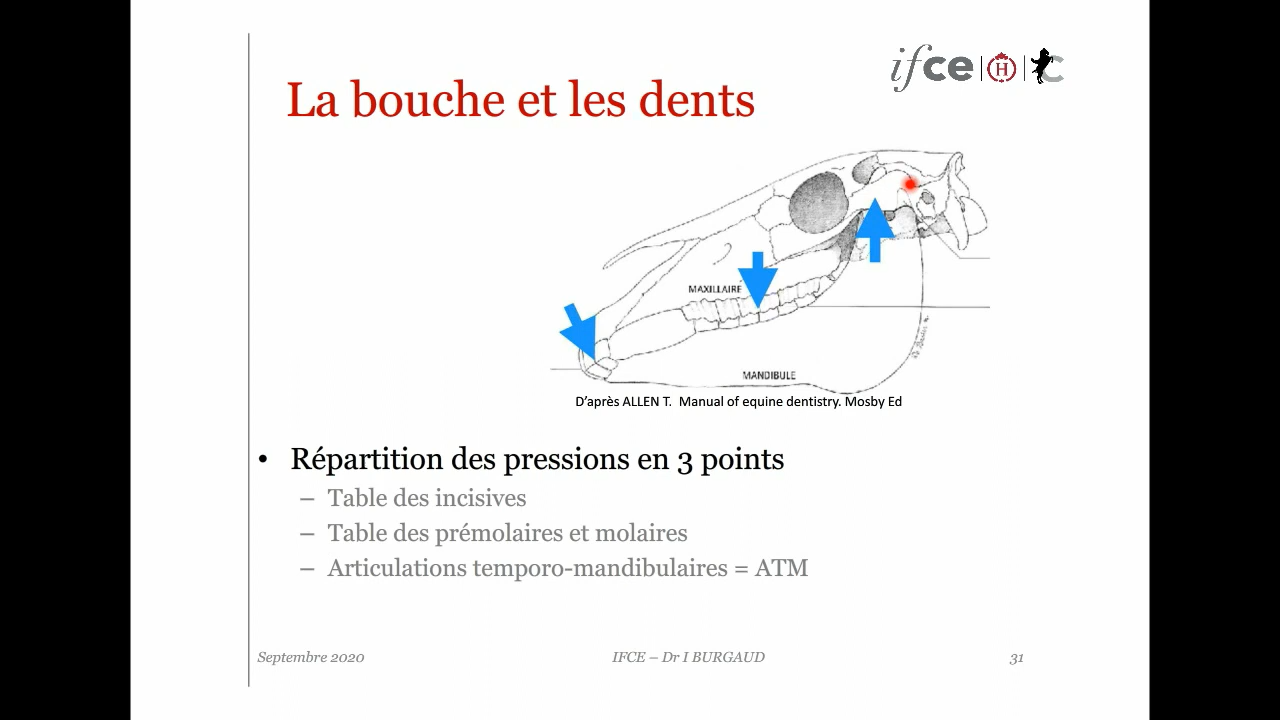 ifce
La bouche et les dents
MAXILLAIRE
MANDIBULE
D'après ALLEN T. Manual of equine dentistry. Mosby Ed
• Répartition des pressions en 3 points
– Table des incisives
– Table des prémolaires et molaires
– Articulations temporo-mandibulaires = ATM
Septembre 2020
IFCE – Dr I BURGAUD
31